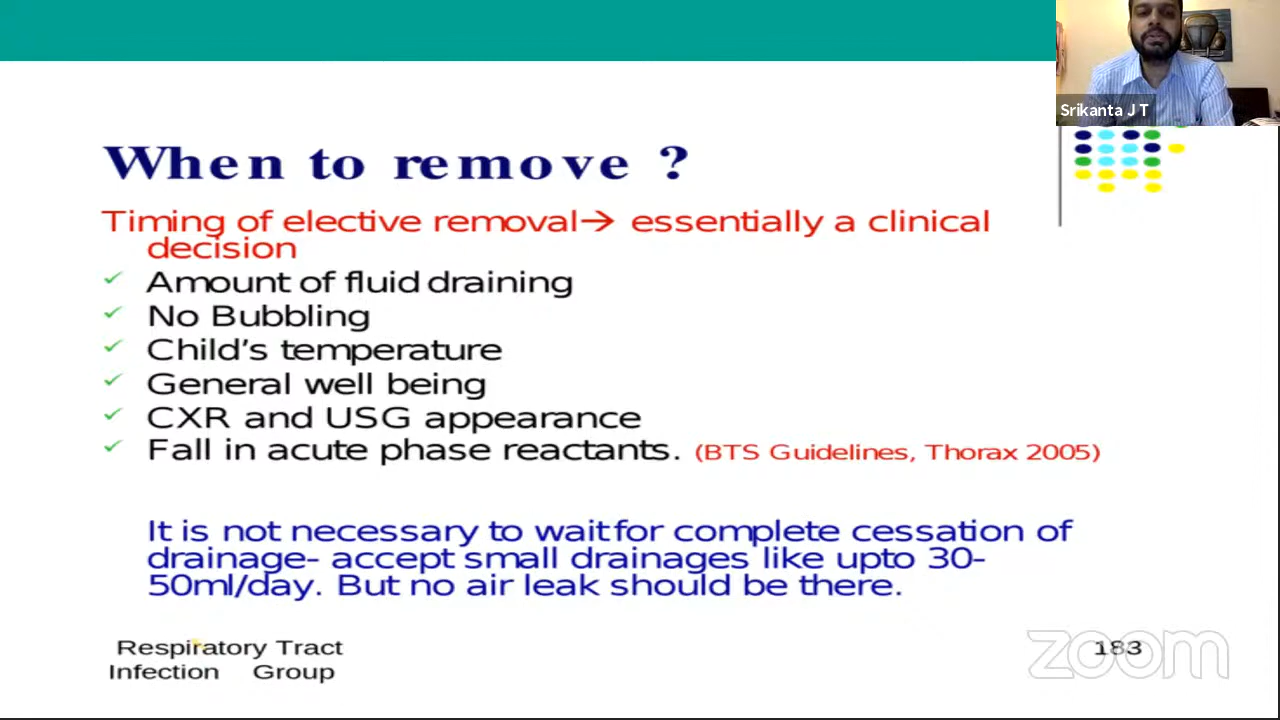 Srikanta J T
When to remove ?
Timing of elective removal→ essentially a clinical
decision
✓ Amount of fluid draining
✓ No Bubbling
✓ Child's temperature
✓ General well being
✓ CXR and USG appearance
✓ Fall in acute phase reactants. (BTS Guidelines, Thorax 2005)
It is not necessary to wait for complete cessation of
drainage- accept small drainages like upto 30-
50ml/day. But no air leak should be there.
Respiratory Tract
Infection Group
183
zoom